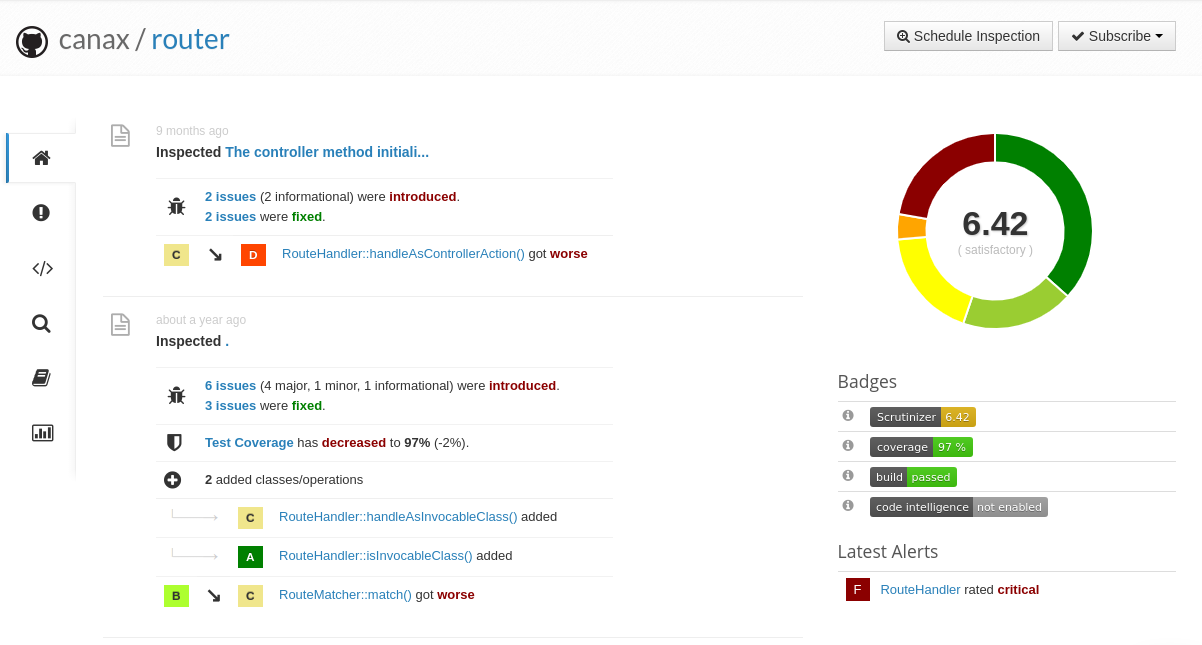 canax / router
Schedule Inspection
Subscribe
9 months ago
Inspected The controller method initiali...
2 issues (2 informational) were introduced.
2 issues were fixed.
C D RouteHandler::handleAsControllerAction() got worse
about a year ago
Inspected .
6 issues (4 major, 1 minor, 1 informational) were introduced.
3 issues were fixed.
Test Coverage has decreased to 97% (-2%).
2 added classes/operations
C RouteHandler::handleAsInvocableClass() added
A RouteHandler::isInvocableClass() added
B C RouteMatcher::match() got worse
6.42
( satisfactory )
Badges
Scrutinizer 6.42
coverage 97 %
build passed
code intelligence not enabled
Latest Alerts
F RouteHandler rated critical